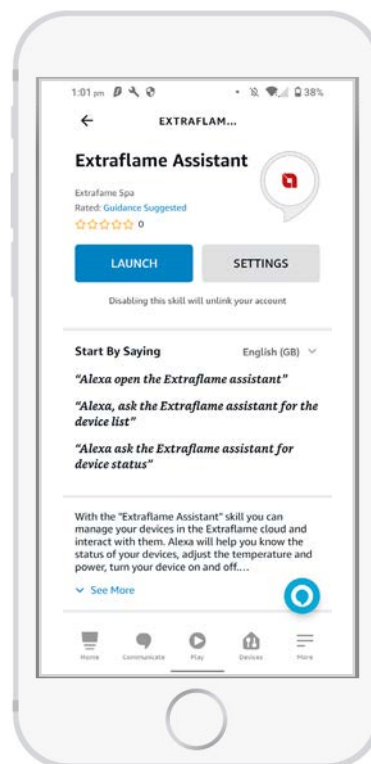 1:01 pm
38%
EXTRAFLAM...
Extraflame Assistant
Extrafame Spa
Rated: Guidance Suggested
0
LAUNCH
SETTINGS
Disabling this skill will unlink your account
Start By Saying
English (GB)
“Alexa open the Extraflame assistant”
“Alexa, ask the Extraflame assistant for the
device list”
“Alexa ask the Extraflame assistant for
device status”
With the "Extraflame Assistant" skill you can
manage your devices in the Extraflame cloud and
interact with them. Alexa will help you know the
status of your devices, adjust the temperature and
power, turn your device on and off....
See More
Home
Communicate
Play
Devices
More